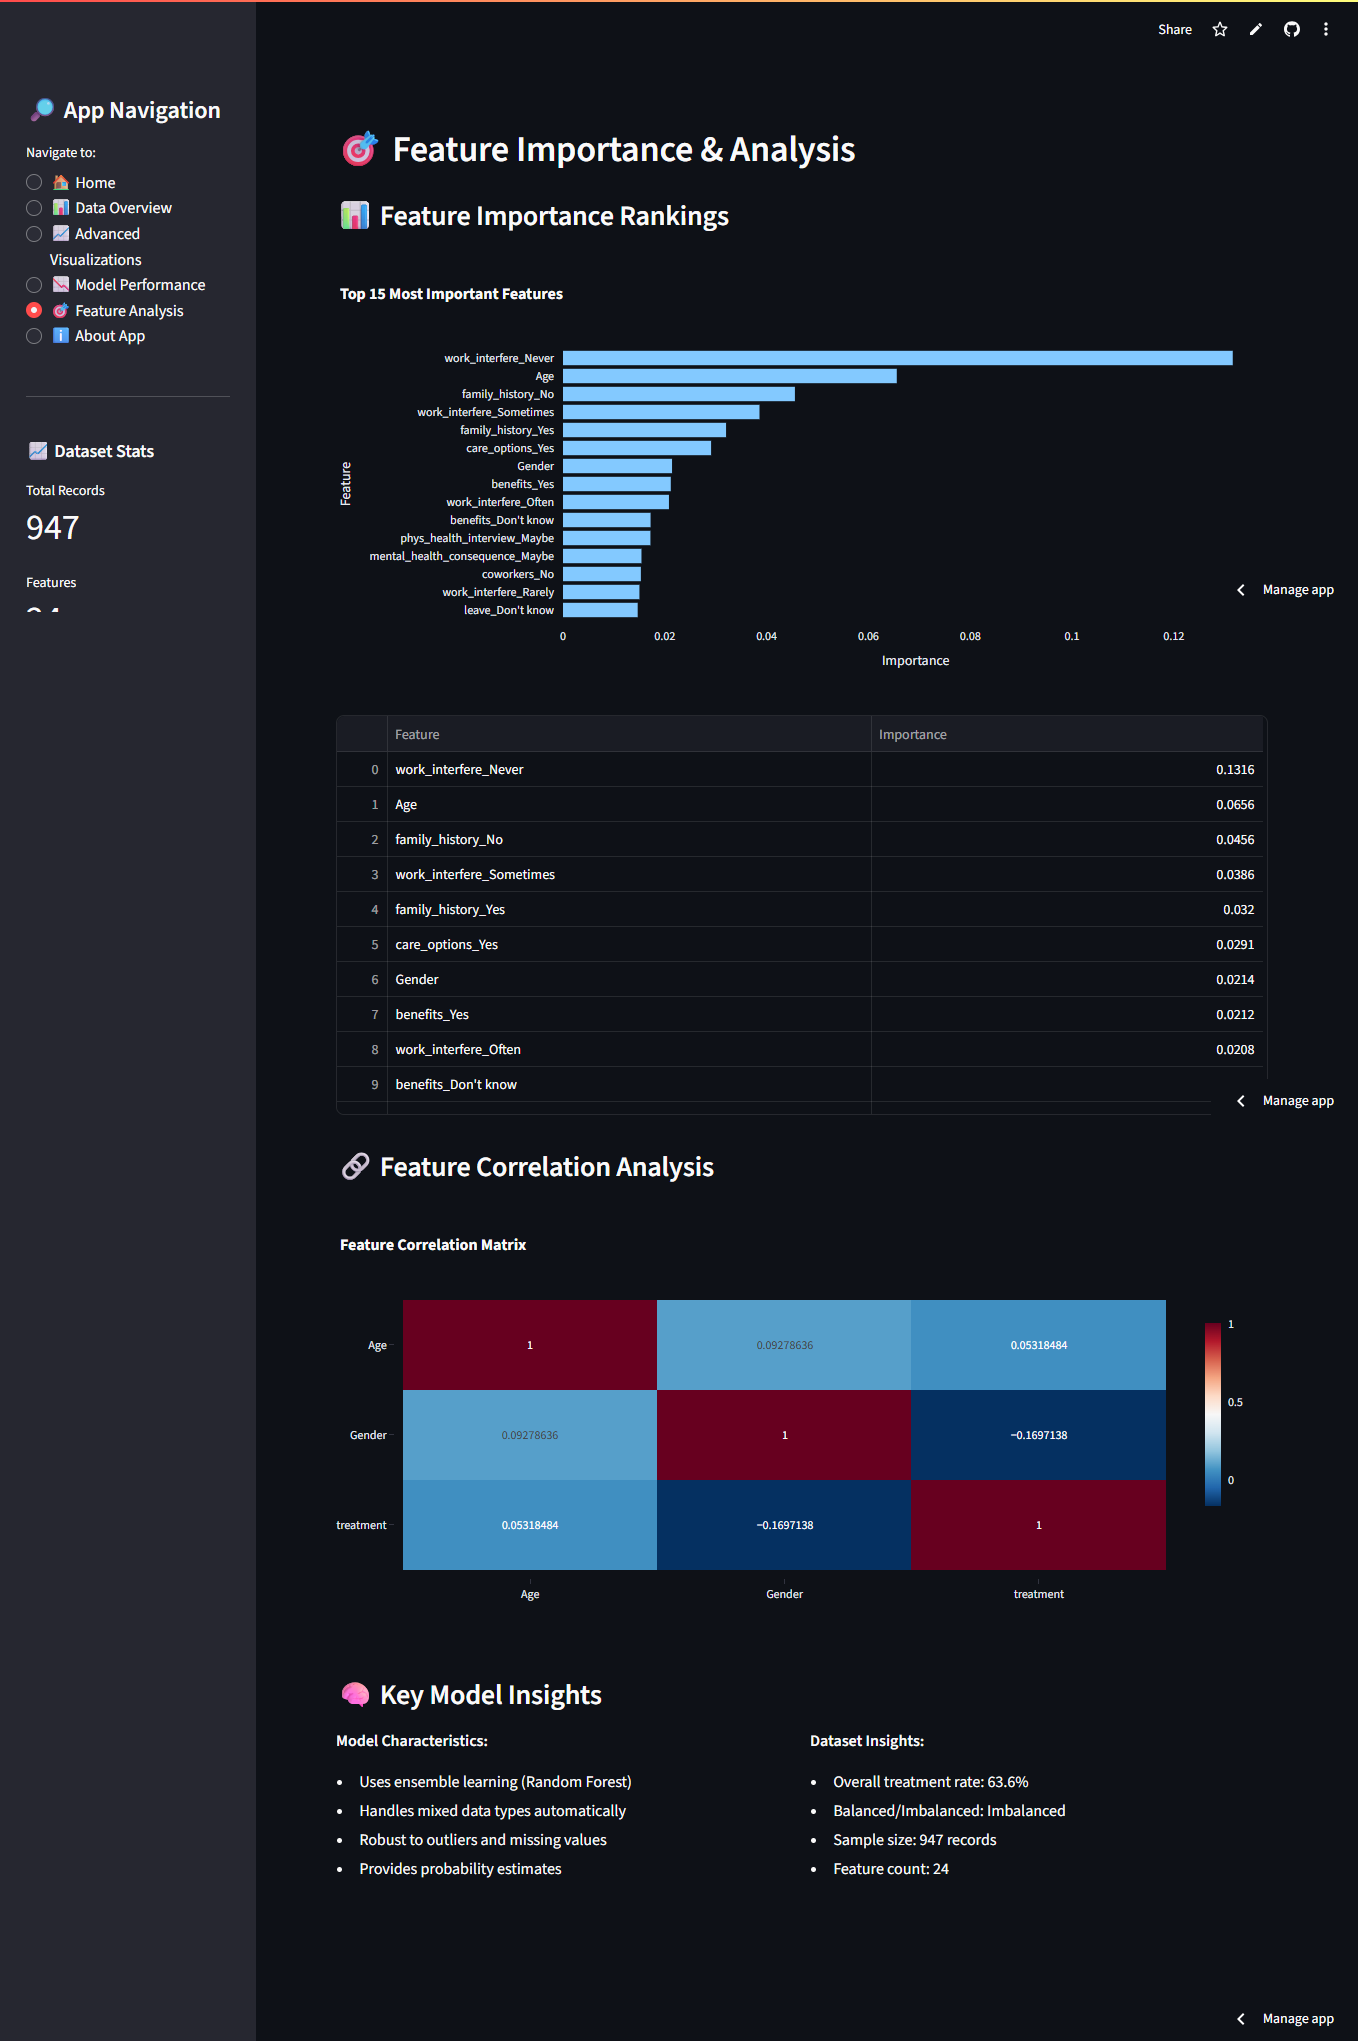 Share
App Navigation
Navigate to:
Home
Data Overview
Advanced
Visualizations
Model Performance
Feature Analysis
About App
Dataset Stats
Total Records
947
Features
Feature Importance & Analysis
Feature Importance Rankings
Top 15 Most Important Features
Feature
work_interfere_Never
Age
family_history_No
work_interfere_Sometimes
family_history_Yes
care_options_Yes
Gender
benefits_Yes
work_interfere_Often
benefits_Don't know
phys_health_interview_Maybe
mental_health_consequence_Maybe
coworkers_No
work_interfere_Rarely
leave_Don't know
0 0.02 0.04 0.06 0.08 0.1 0.12
Importance
Manage app
Feature Importance
0 work_interfere_Never 0.1316
1 Age 0.0656
2 family_history_No 0.0456
3 work_interfere_Sometimes 0.0386
4 family_history_Yes 0.032
5 care_options_Yes 0.0291
6 Gender 0.0214
7 benefits_Yes 0.0212
8 work_interfere_Often 0.0208
9 benefits_Don't know
Manage app
Feature Correlation Analysis
Feature Correlation Matrix
Age 1 0.09278636 0.05318484
Gender 0.09278636 1 −0.1697138
treatment 0.05318484 −0.1697138 1
Age Gender treatment
1
0.5
0
Key Model Insights
Model Characteristics:
• Uses ensemble learning (Random Forest)
• Handles mixed data types automatically
• Robust to outliers and missing values
• Provides probability estimates
Dataset Insights:
• Overall treatment rate: 63.6%
• Balanced/Imbalanced: Imbalanced
• Sample size: 947 records
• Feature count: 24
Manage app